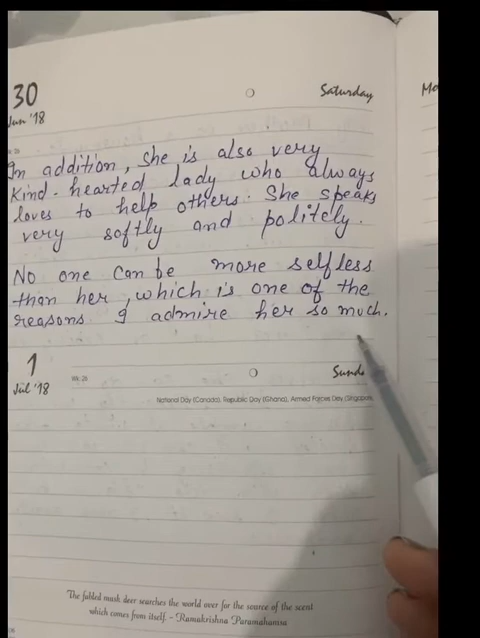 30
Jun '18
Saturday
Mo
In addition, she is also very
kind-hearted lady who always
loves to help others. She speaks
very softly and politely.
No one can be more selfless
than her, which is one of the
reasons I admire her so much.
1
Jul '18
Wk 26
Sund
National Day (Canada), Republic Day (Ghana), Armed Forces Day (Singapore
The fabled musk deer searches the world over for the source of the scent
which comes from itself. - Ramakrishna Paramahamsa